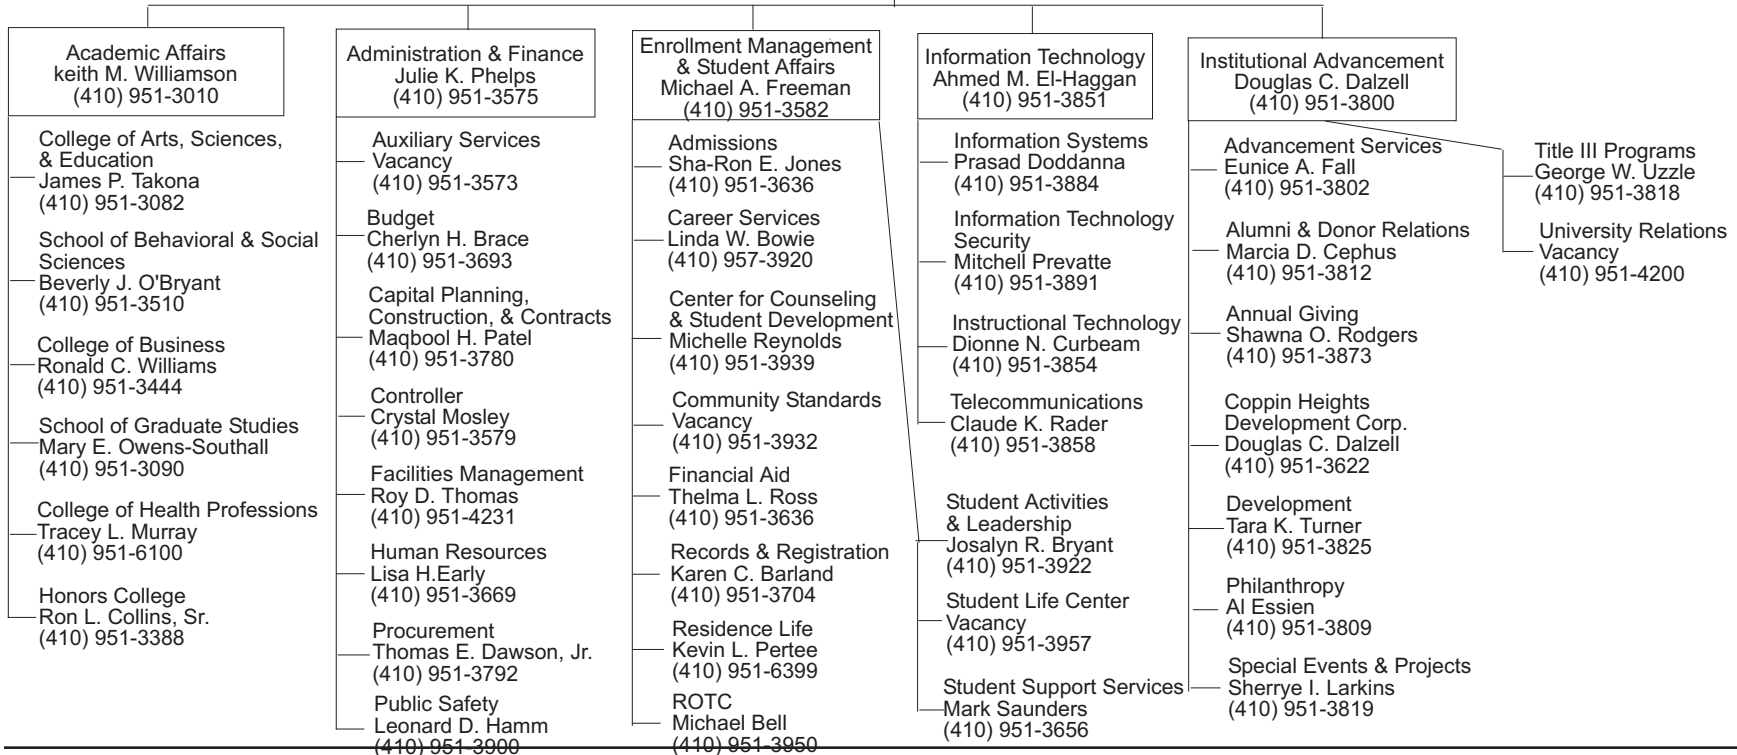 Academic Affairs
keith M. Williamson
(410) 951-3010
College of Arts, Sciences,
& Education
James P. Takona
(410) 951-3082
School of Behavioral & Social
Sciences
Beverly J. O'Bryant
(410) 951-3510
College of Business
Ronald C. Williams
(410) 951-3444
School of Graduate Studies
Mary E. Owens-Southall
(410) 951-3090
College of Health Professions
Tracey L. Murray
(410) 951-6100
Honors College
Ron L. Collins, Sr.
(410) 951-3388
Administration & Finance
Julie K. Phelps
(410) 951-3575
Auxiliary Services
Vacancy
(410) 951-3573
Budget
Cherlyn H. Brace
(410) 951-3693
Capital Planning,
Construction, & Contracts
Maqbool H. Patel
(410) 951-3780
Controller
Crystal Mosley
(410) 951-3579
Facilities Management
Roy D. Thomas
(410) 951-4231
Human Resources
Lisa H.Early
(410) 951-3669
Procurement
Thomas E. Dawson, Jr.
(410) 951-3792
Public Safety
Leonard D. Hamm
(410) 951-3900
Enrollment Management
& Student Affairs
Michael A. Freeman
(410) 951-3582
Admissions
Sha-Ron E. Jones
(410) 951-3636
Career Services
Linda W. Bowie
(410) 957-3920
Center for Counseling
& Student Development
Michelle Reynolds
(410) 951-3939
Community Standards
Vacancy
(410) 951-3932
Financial Aid
Thelma L. Ross
(410) 951-3636
Records & Registration
Karen C. Barland
(410) 951-3704
Residence Life
Kevin L. Pertee
(410) 951-6399
ROTC
Michael Bell
(410) 951-3950
Information Technology
Ahmed M. El-Haggan
(410) 951-3851
Information Systems
Prasad Doddanna
(410) 951-3884
Information Technology
Security
Mitchell Prevatte
(410) 951-3891
Instructional Technology
Dionne N. Curbeam
(410) 951-3854
Telecommunications
Claude K. Rader
(410) 951-3858
Student Activities
& Leadership
Josalyn R. Bryant
(410) 951-3922
Student Life Center
Vacancy
(410) 951-3957
Student Support Services
Mark Saunders
(410) 951-3656
Institutional Advancement
Douglas C. Dalzell
(410) 951-3800
Advancement Services
Eunice A. Fall
(410) 951-3802
Alumni & Donor Relations
Marcia D. Cephus
(410) 951-3812
Annual Giving
Shawna O. Rodgers
(410) 951-3873
Coppin Heights
Development Corp.
Douglas C. Dalzell
(410) 951-3622
Development
Tara K. Turner
(410) 951-3825
Philanthropy
Al Essien
(410) 951-3809
Special Events & Projects
Sherrye I. Larkins
(410) 951-3819
Title III Programs
George W. Uzzle
(410) 951-3818
University Relations
Vacancy
(410) 951-4200